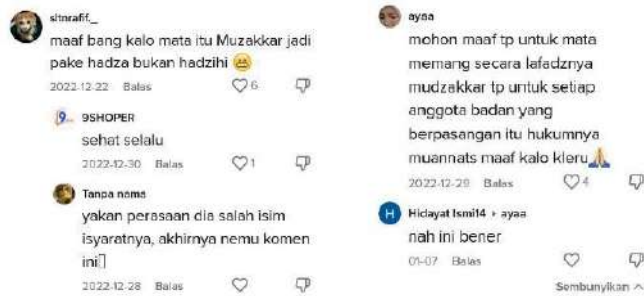 sltnrafif._
maaf bang kalo mata itu Muzakkar jadi
pake hadza bukan hadzihi 😁
2022-12-22 Balas 6
9SHOPER
sehat selalu
2022-12-30 Balas 1
Tanpa nama
yakan perasaan dia salah isim
isyaratnya, akhirnya nemu komen
ini
2022-12-28 Balas
ayaa
mohon maaf tp untuk mata
memang secara lafadznya
mudzakkar tp untuk setiap
anggota badan yang
berpasangan itu hukumnya
muannats maaf kalo kleru🙏
2022-12-29 Balas 4
H
Hidayat Ismi14 ▸ ayaa
nah ini bener
01-07 Balas
Sembunyikan